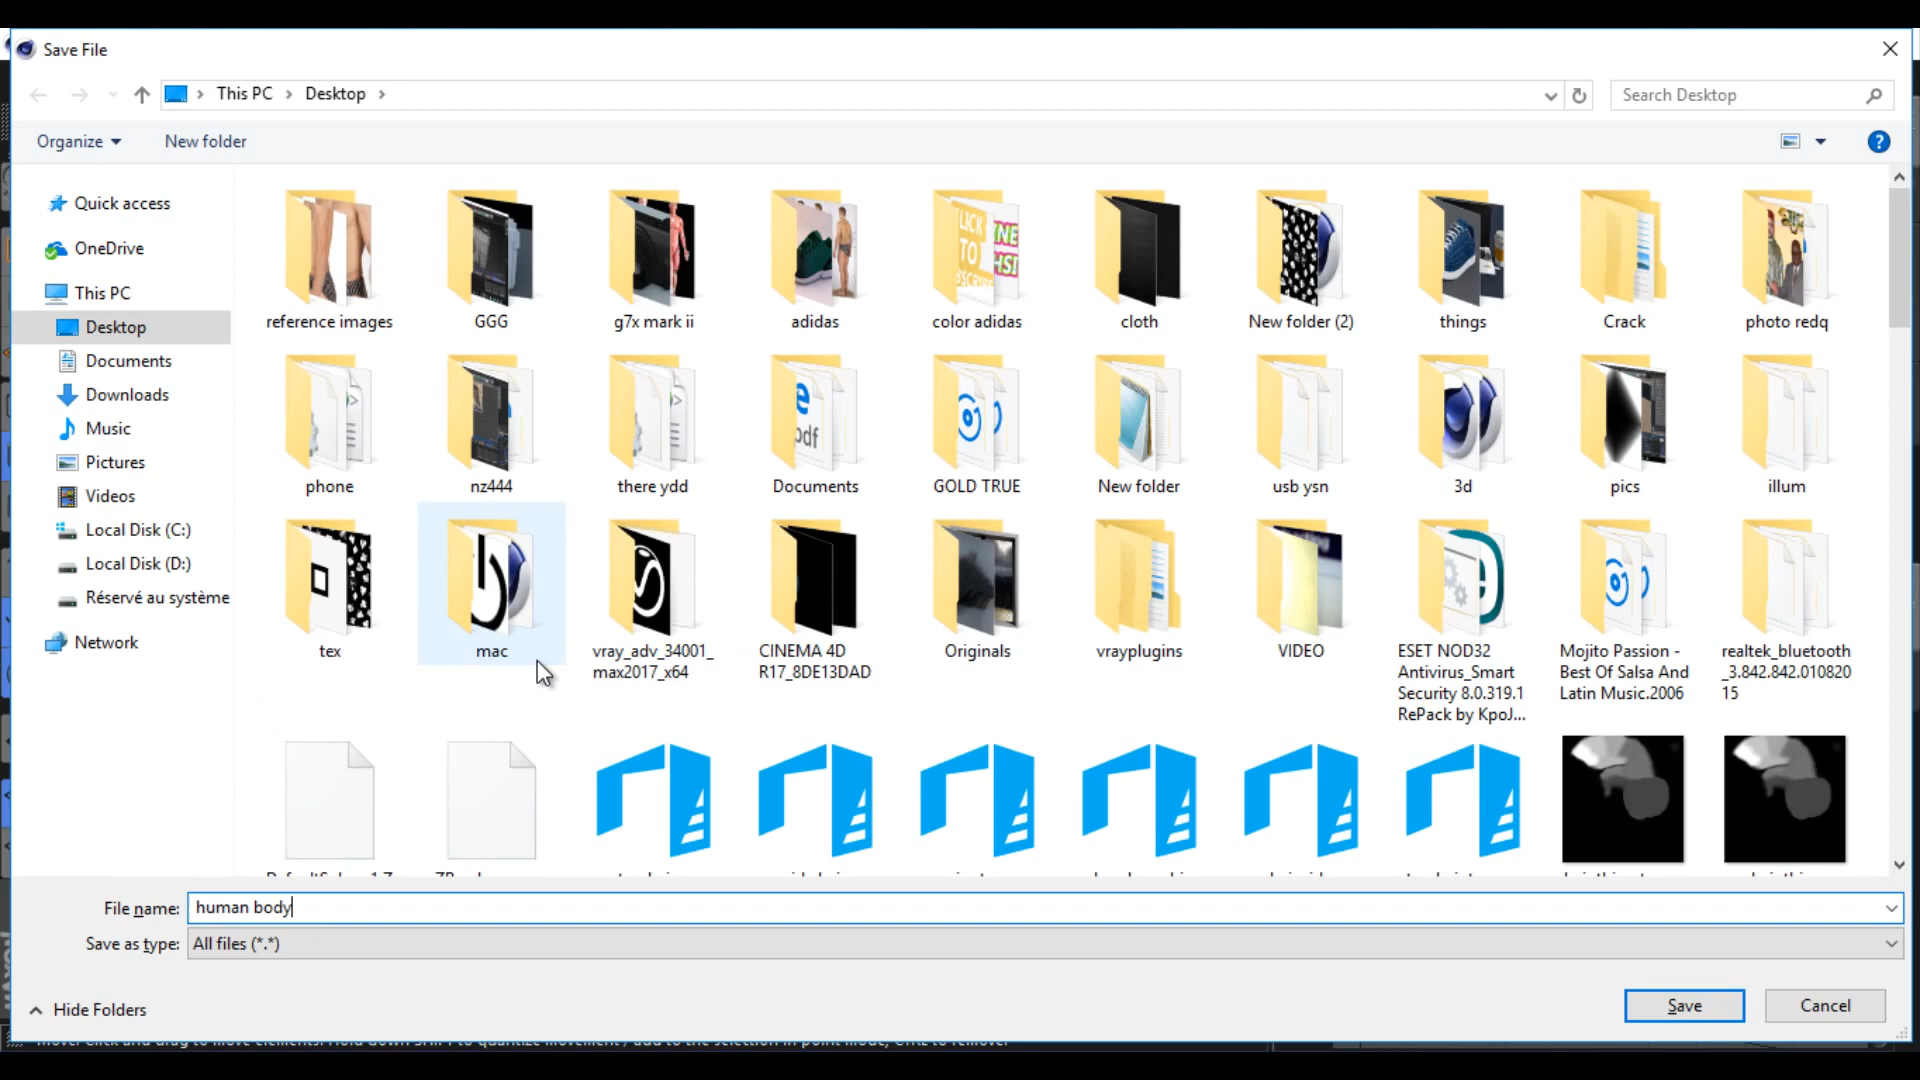 Save File
This PC
Desktop
Search Desktop
Organize
New folder
Quick access
OneDrive
This PC
Desktop
Documents
Downloads
Music
Pictures
Videos
Local Disk (C:)
Local Disk (D:)
Réservé au système
Network
reference images
GGG
g7x mark ii
adidas
color adidas
cloth
New folder (2)
things
Crack
photo redq
phone
nz444
there ydd
Documents
GOLD TRUE
New folder
usb ysn
3d
pics
illum
tex
mac
vray_adv_34001_
max2017_x64
CINEMA 4D
R17_8DE13DAD
Originals
vrayplugins
VIDEO
ESET NOD32
Antivirus_Smart
Security 8.0.319.1
RePack by KpoJ...
Mojito Passion -
Best Of Salsa And
Latin Music.2006
realtek_bluetooth
_3.842.842.010820
15
File name:
human body
Save as type:
All files (*.*)
Hide Folders
Save
Cancel